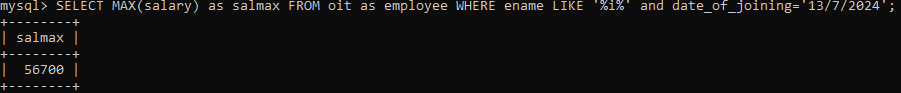 mysql> SELECT MAX(salary) as salmax FROM oit as employee WHERE ename LIKE '%i%' and date_of_joining='13/7/2024';
+--------+
| salmax |
+--------+
|  56700 |
+--------+